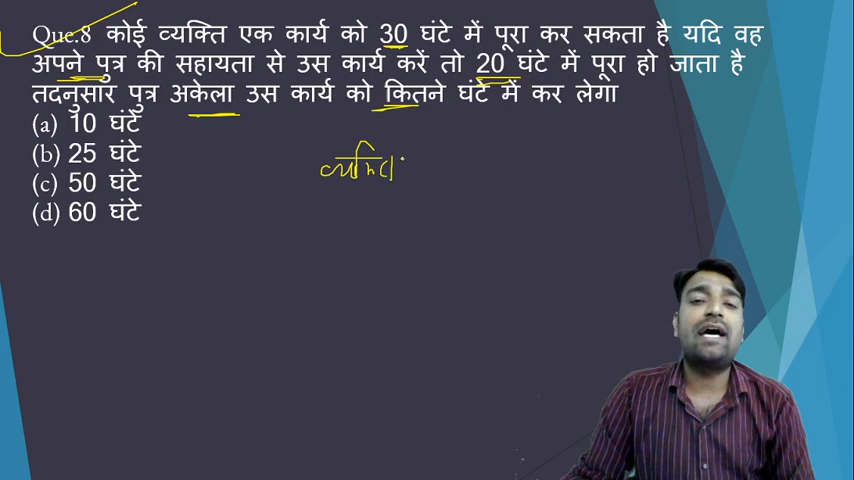 Que.8 कोई व्यक्ति एक कार्य को 30 घंटे में पूरा कर सकता है यदि वह
अपने पुत्र की सहायता से उस कार्य करें तो 20 घंटे में पूरा हो जाता है
तदनुसार पुत्र अकेला उस कार्य को कितने घंटे में कर लेगा
(a) 10 घंटे
(b) 25 घंटे
(c) 50 घंटे
(d) 60 घंटे
व्यक्ति